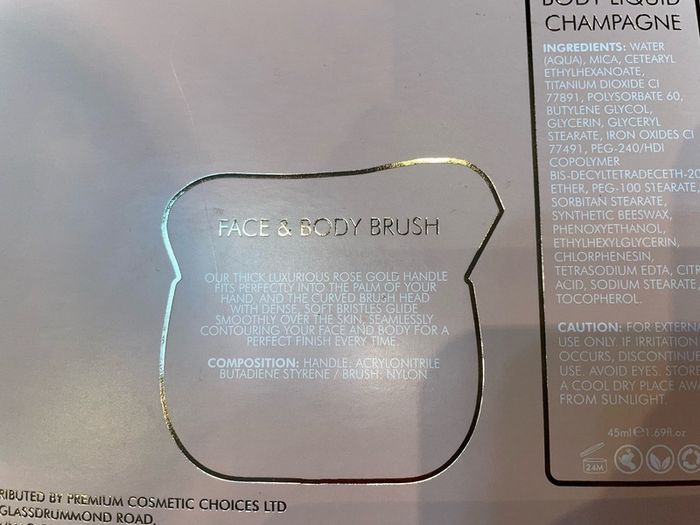 BODY LIQUID
CHAMPAGNE
INGREDIENTS: WATER
(AQUA), MICA, CETEARYL
ETHYLHEXANOATE,
TITANIUM DIOXIDE CI
77891, POLYSORBATE 60,
BUTYLENE GLYCOL,
GLYCERIN, GLYCERYL
STEARATE, IRON OXIDES CI
77491, PEG-240/HDI
COPOLYMER
BIS-DECYLTETRADECETH-20
ETHER, PEG-100 STEARATE,
SORBITAN STEARATE,
SYNTHETIC BEESWAX,
PHENOXYETHANOL,
ETHYLHEXYLGLYCERIN,
CHLORPHENESIN,
TETRASODIUM EDTA, CITR
ACID, SODIUM STEARATE,
TOCOPHEROL.
CAUTION: FOR EXTERNA
USE ONLY. IF IRRITATION
OCCURS, DISCONTINUE
USE. AVOID EYES. STORE
A COOL DRY PLACE AWA
FROM SUNLIGHT.
45ml e 1.69fl.oz
24M
FACE & BODY BRUSH
OUR THICK LUXURIOUS ROSE GOLD HANDLE
FITS PERFECTLY INTO THE PALM OF YOUR
HAND, AND THE CURVED BRUSH HEAD
WITH DENSE, SOFT BRISTLES GLIDE
SMOOTHLY OVER THE SKIN, SEAMLESSLY
CONTOURING YOUR FACE AND BODY FOR A
PERFECT FINISH EVERY TIME.
COMPOSITION: HANDLE: ACRYLONITRILE
BUTADIENE STYRENE / BRUSH: NYLON
RIBUTED BY PREMIUM COSMETIC CHOICES LTD
GLASSDRUMMOND ROAD,